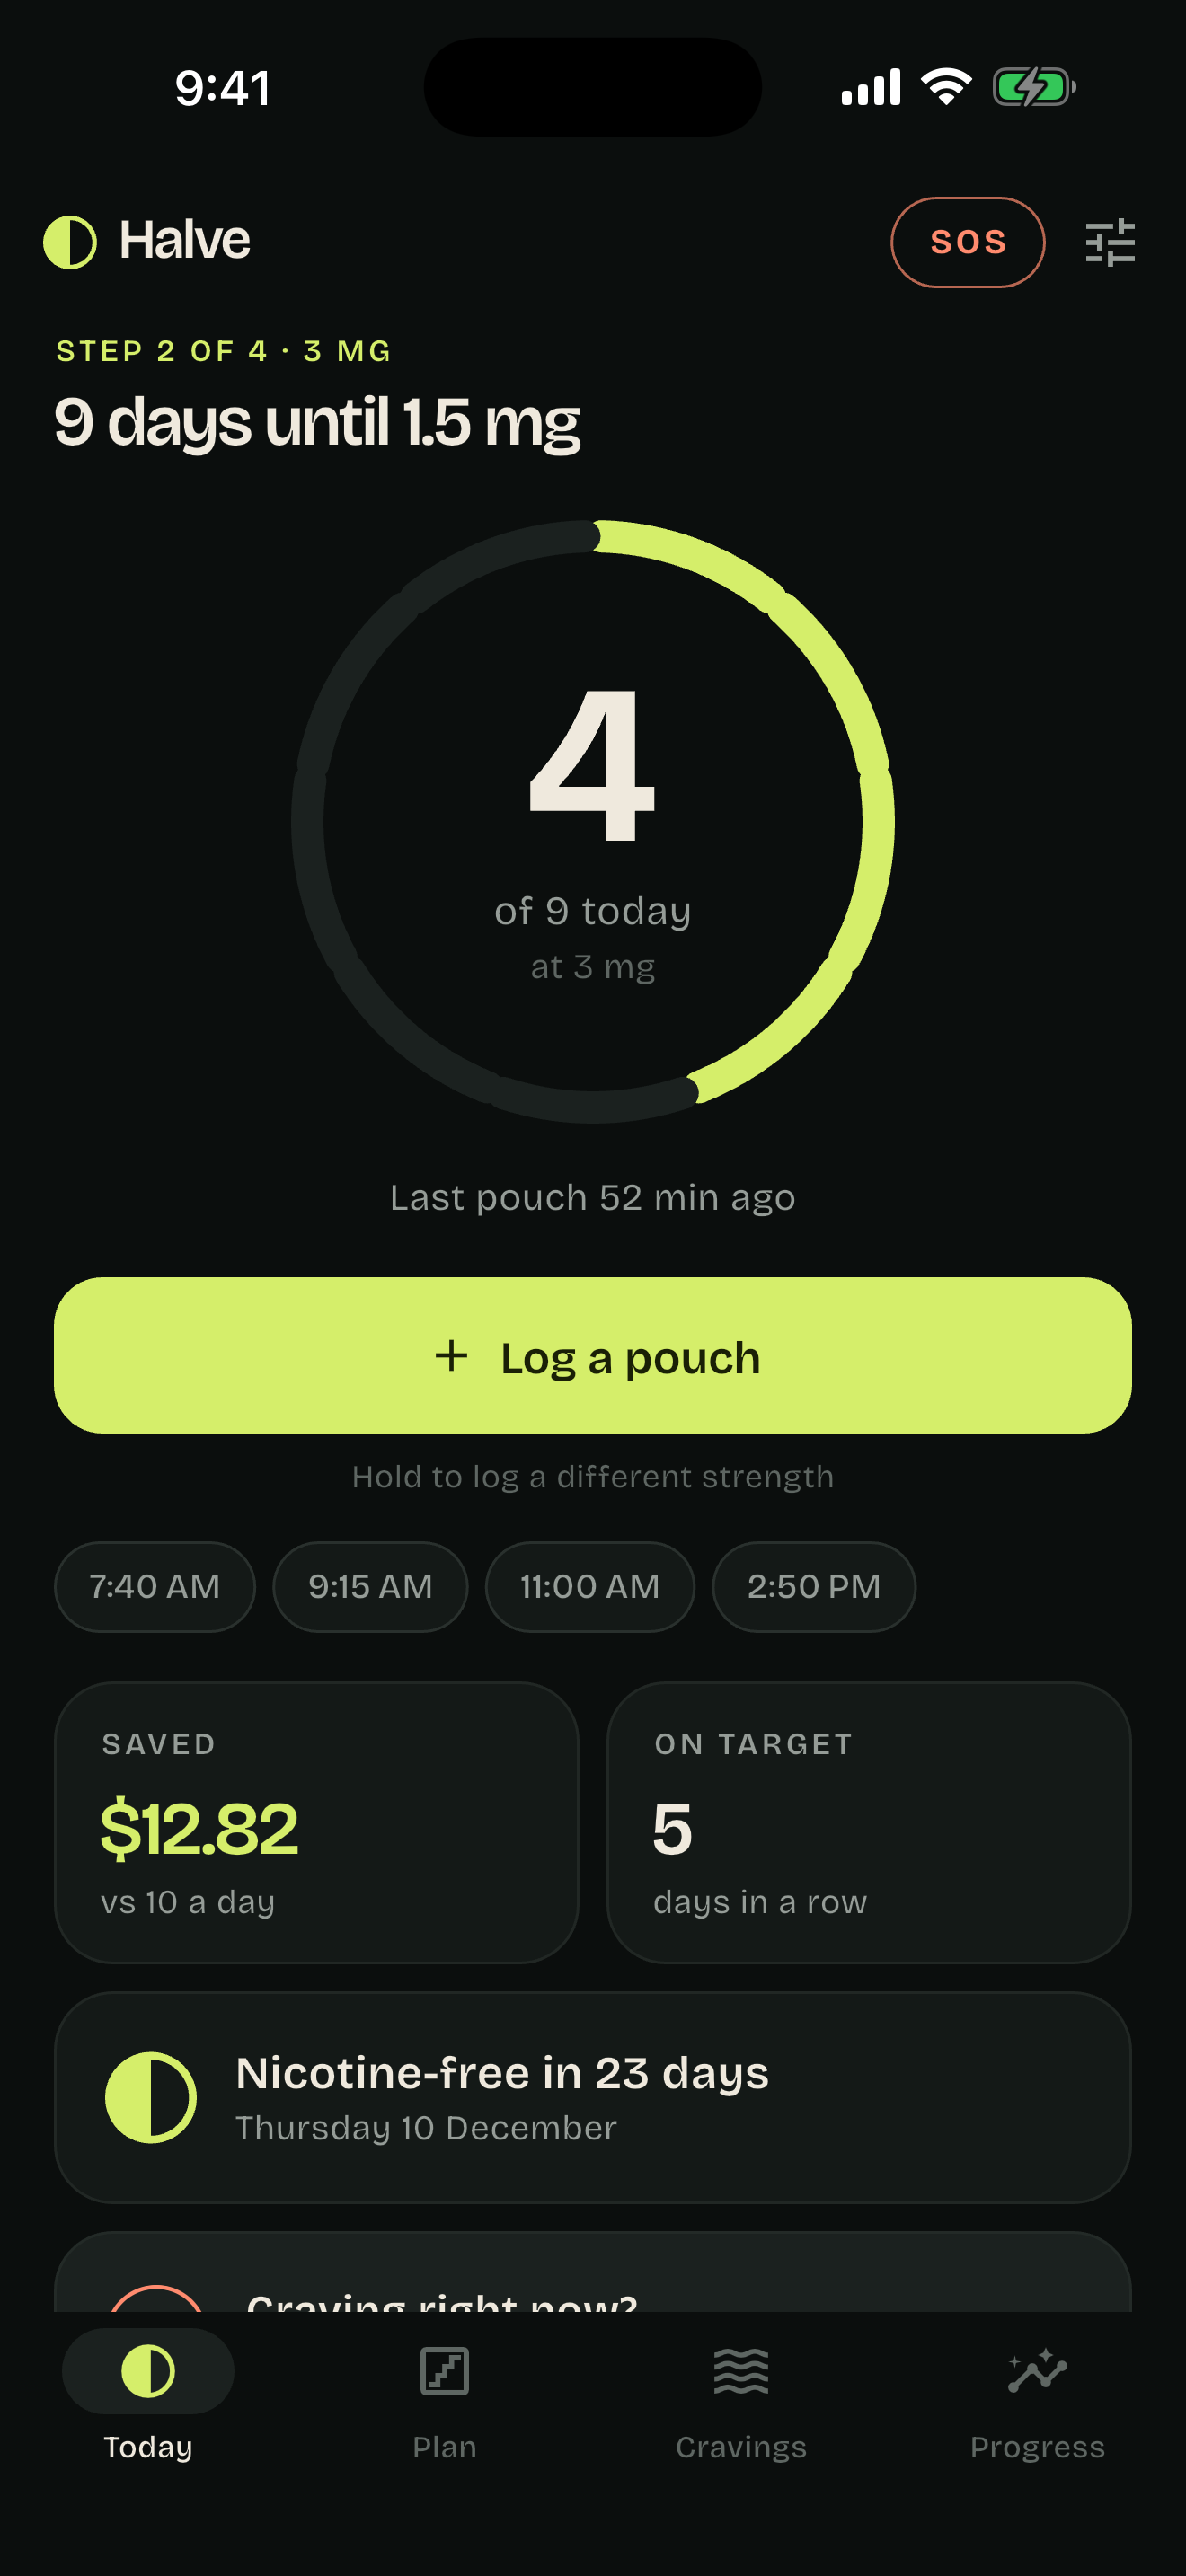 9:41
Halve
SOS
STEP 2 OF 4 · 3 MG
9 days until 1.5 mg
4
of 9 today
at 3 mg
Last pouch 52 min ago
+ Log a pouch
Hold to log a different strength
7:40 AM 9:15 AM 11:00 AM 2:50 PM
SAVED
$12.82
vs 10 a day
ON TARGET
5
days in a row
Nicotine-free in 23 days
Thursday 10 December
Craving right now?
Today Plan Cravings Progress